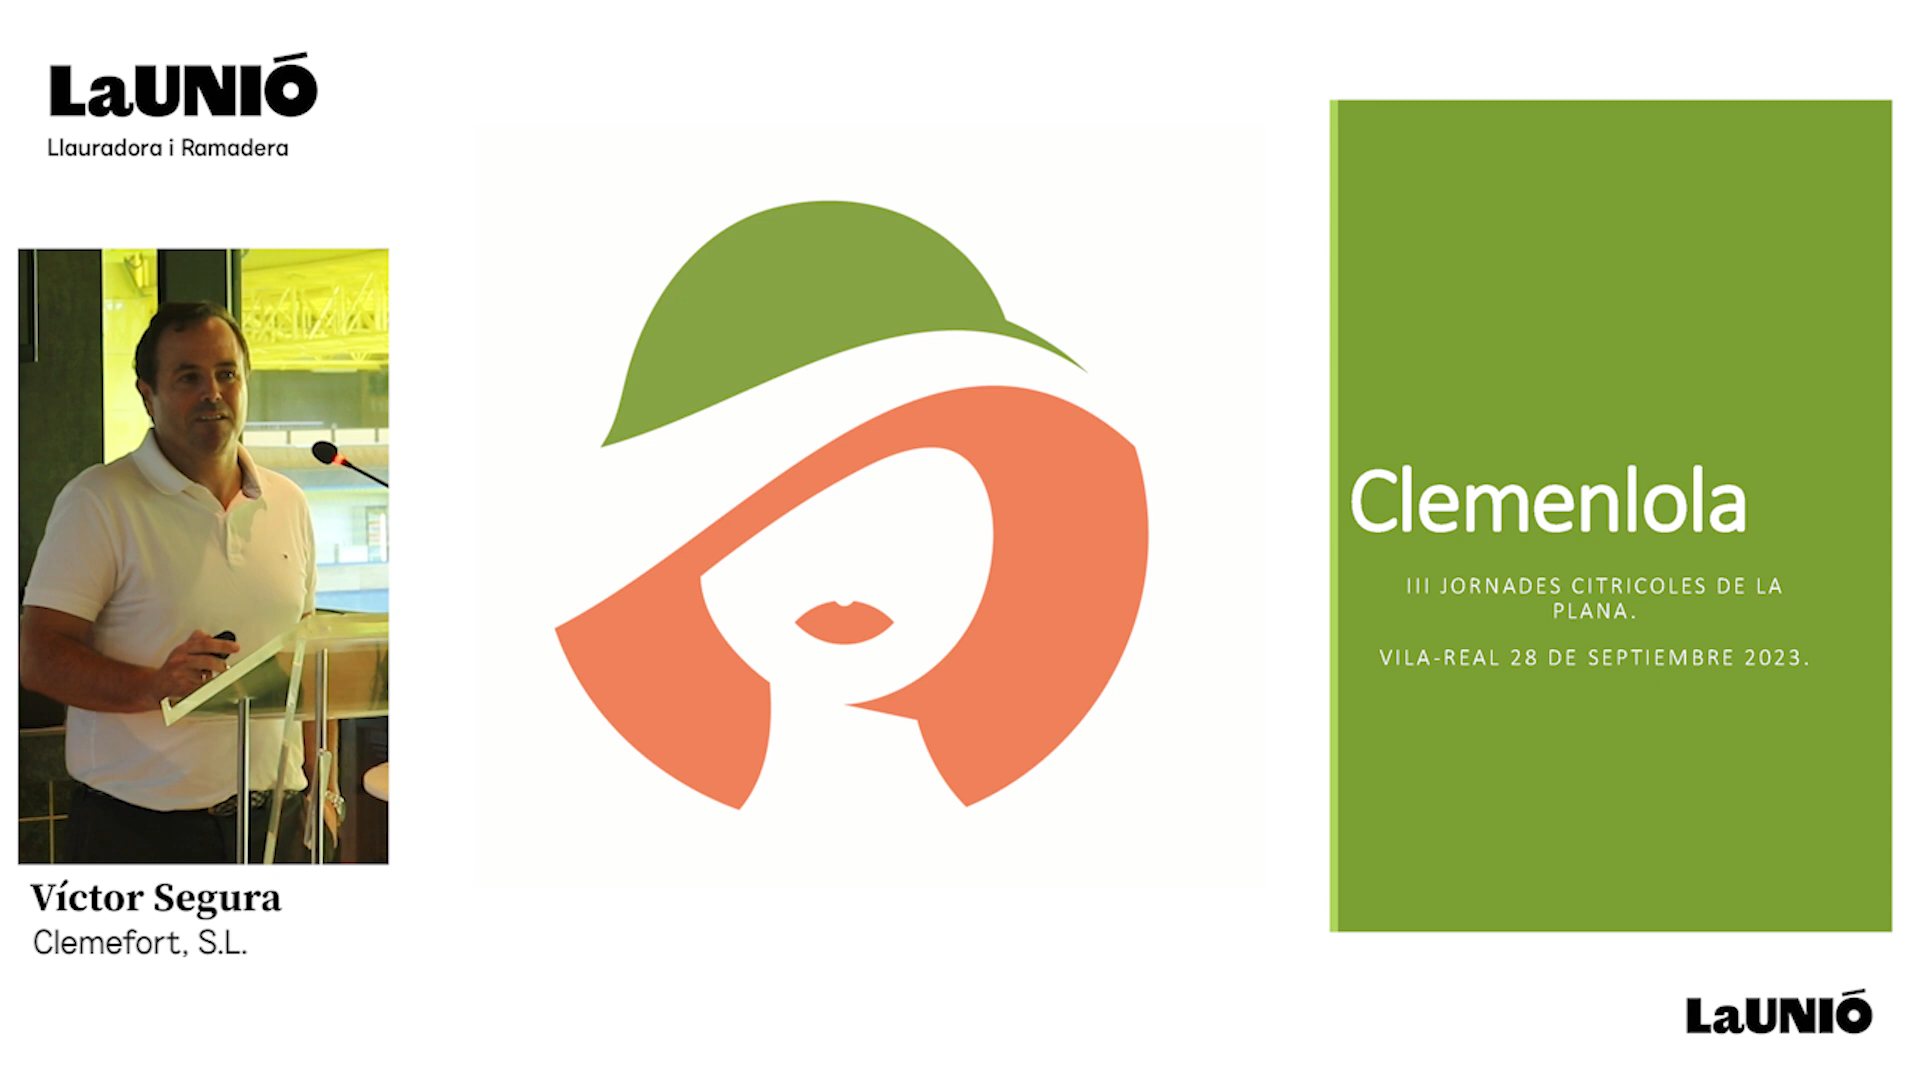 LaUNIÓ
Llauradora i Ramadera
Víctor Segura
Clemefort, S.L.
Clemenlola
III JORNADES CITRICOLES DE LA
PLANA.
VILA-REAL 28 DE SEPTIEMBRE 2023.
LaUNIÓ